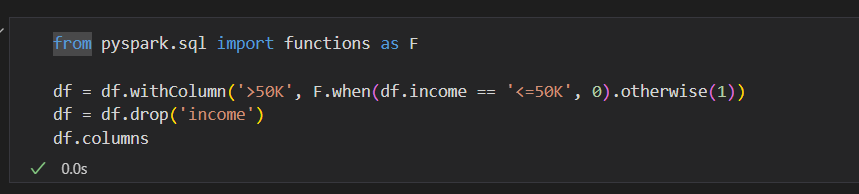 from pyspark.sql import functions as F
df = df.withColumn('>50K', F.when(df.income == '<=50K', 0).otherwise(1))
df = df.drop('income')
df.columns
✓ 0.0s